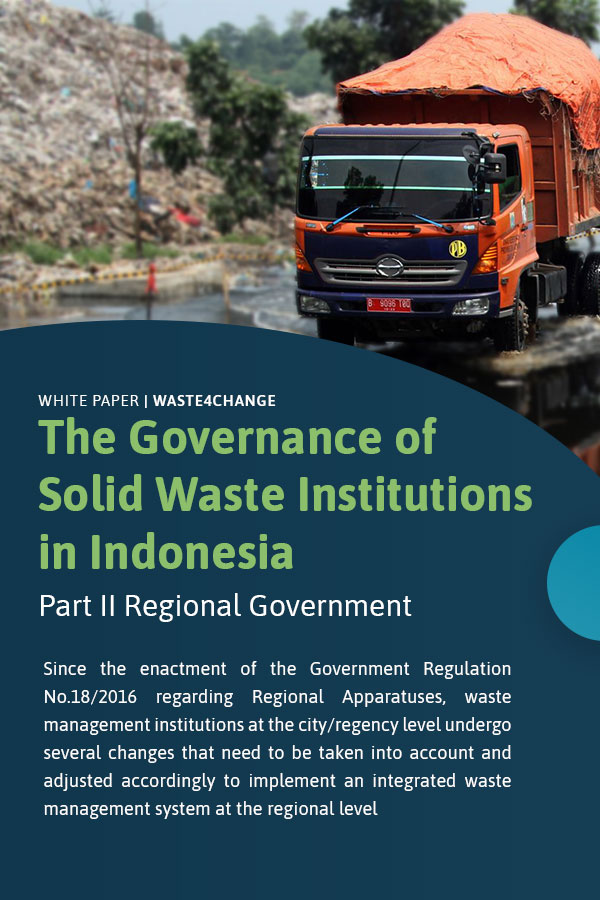 PB
WHITE PAPER | WASTE4CHANGE
The Governance of
Solid Waste Institutions
in Indonesia
Part II Regional Government
Since the enactment of the Government Regulation
No.18/2016 regarding Regional Apparatuses, waste
management institutions at the city/regency level undergo
several changes that need to be taken into account and
adjusted accordingly to implement an integrated waste
management system at the regional level